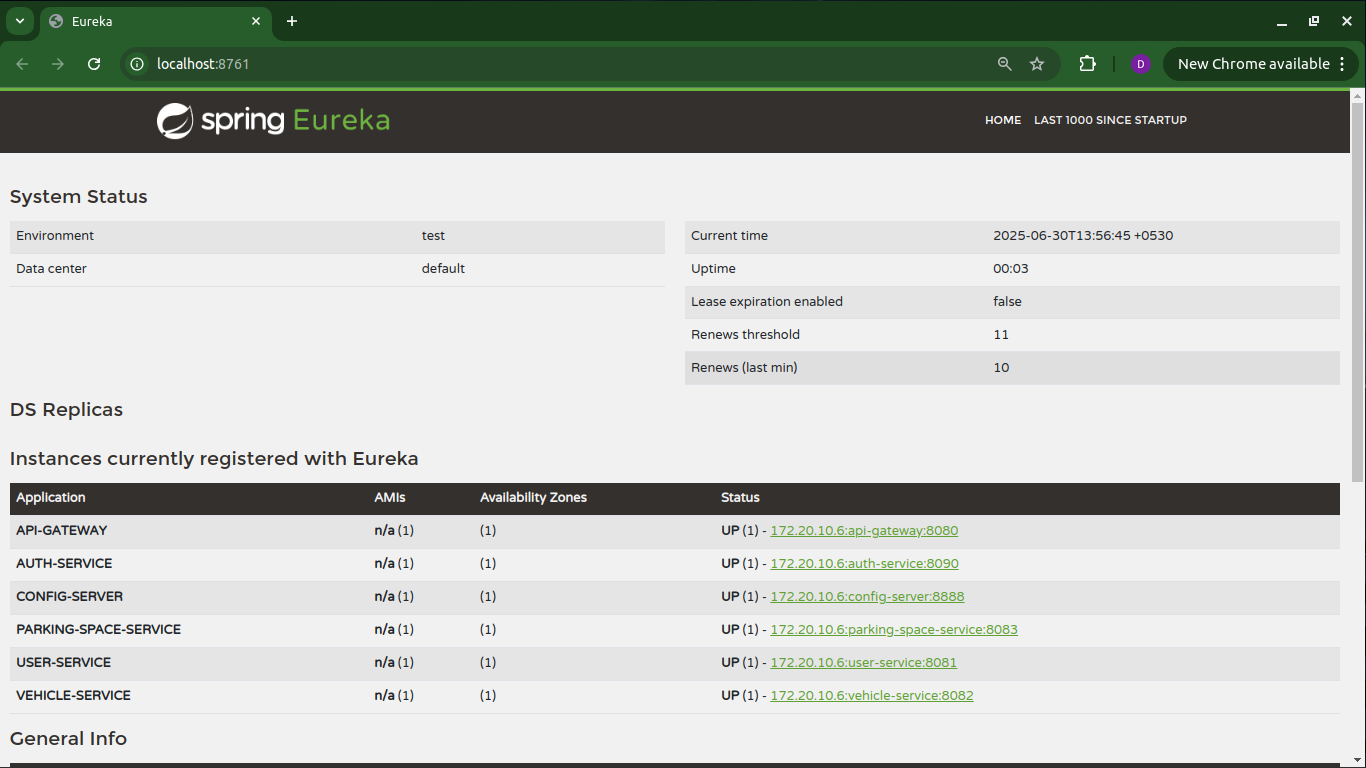 Eureka
localhost:8761
D
New Chrome available
spring Eureka
HOME LAST 1000 SINCE STARTUP
System Status
Environment test
Data center default
Current time 2025-06-30T13:56:45 +0530
Uptime 00:03
Lease expiration enabled false
Renews threshold 11
Renews (last min) 10
DS Replicas
Instances currently registered with Eureka
Application AMIs Availability Zones Status
API-GATEWAY n/a (1) (1) UP (1) - 172.20.10.6:api-gateway:8080
AUTH-SERVICE n/a (1) (1) UP (1) - 172.20.10.6:auth-service:8090
CONFIG-SERVER n/a (1) (1) UP (1) - 172.20.10.6:config-server:8888
PARKING-SPACE-SERVICE n/a (1) (1) UP (1) - 172.20.10.6:parking-space-service:8083
USER-SERVICE n/a (1) (1) UP (1) - 172.20.10.6:user-service:8081
VEHICLE-SERVICE n/a (1) (1) UP (1) - 172.20.10.6:vehicle-service:8082
General Info